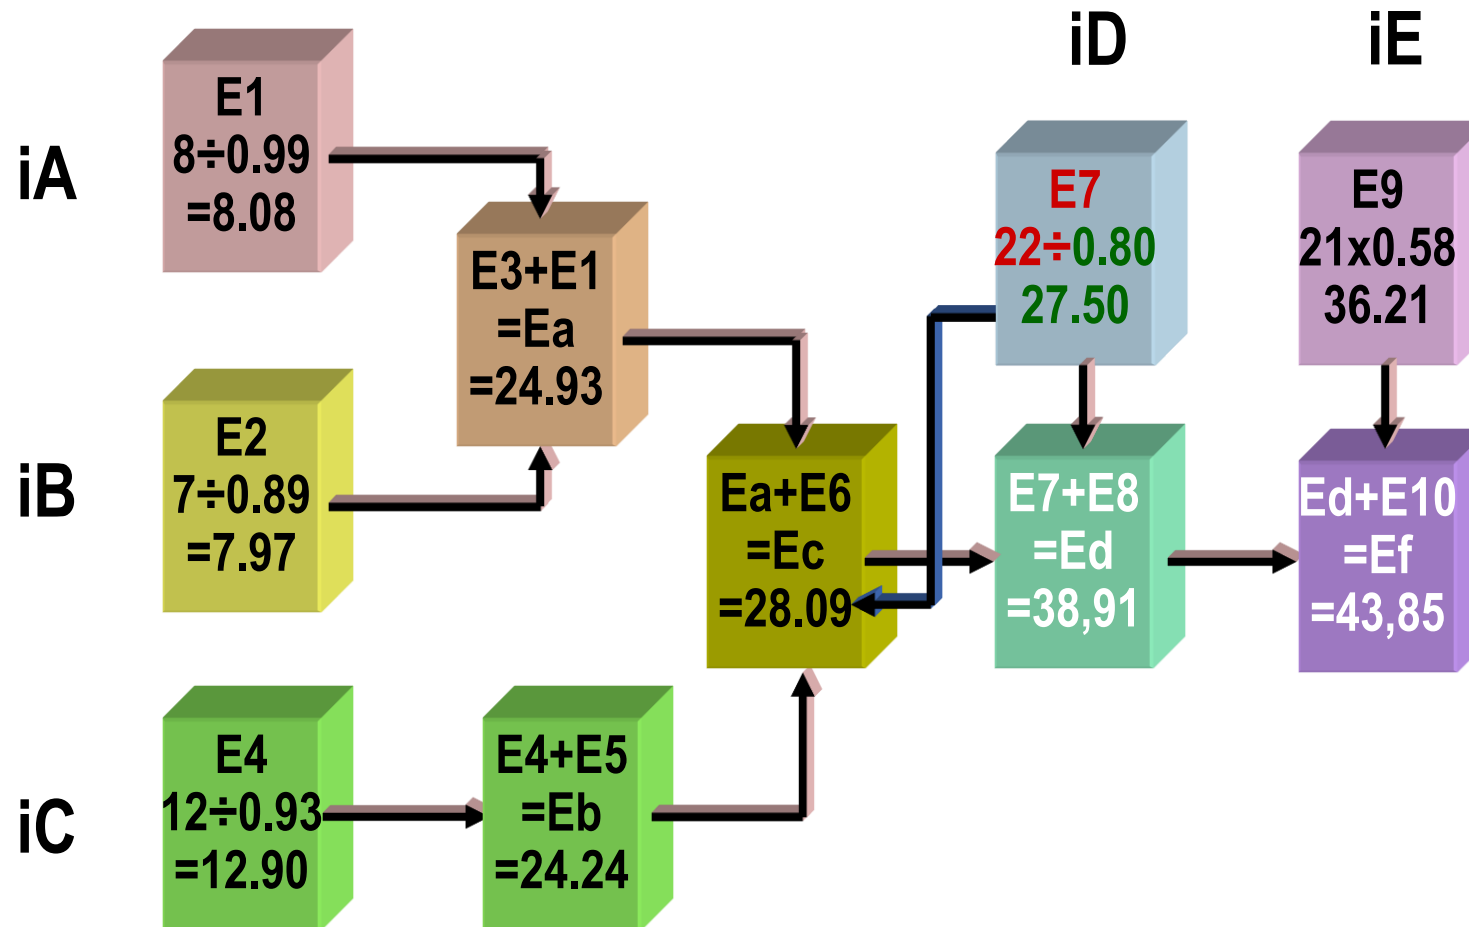 iD
iE
iA
E1
8÷0.99
=8.08
E3+E1
=Ea
=24.93
E7
22÷0.80
27.50
E9
21x0.58
36.21
iB
E2
7÷0.89
=7.97
Ea+E6
=Ec
=28.09
E7+E8
=Ed
=38,91
Ed+E10
=Ef
=43,85
iC
E4
12÷0.93
=12.90
E4+E5
=Eb
=24.24